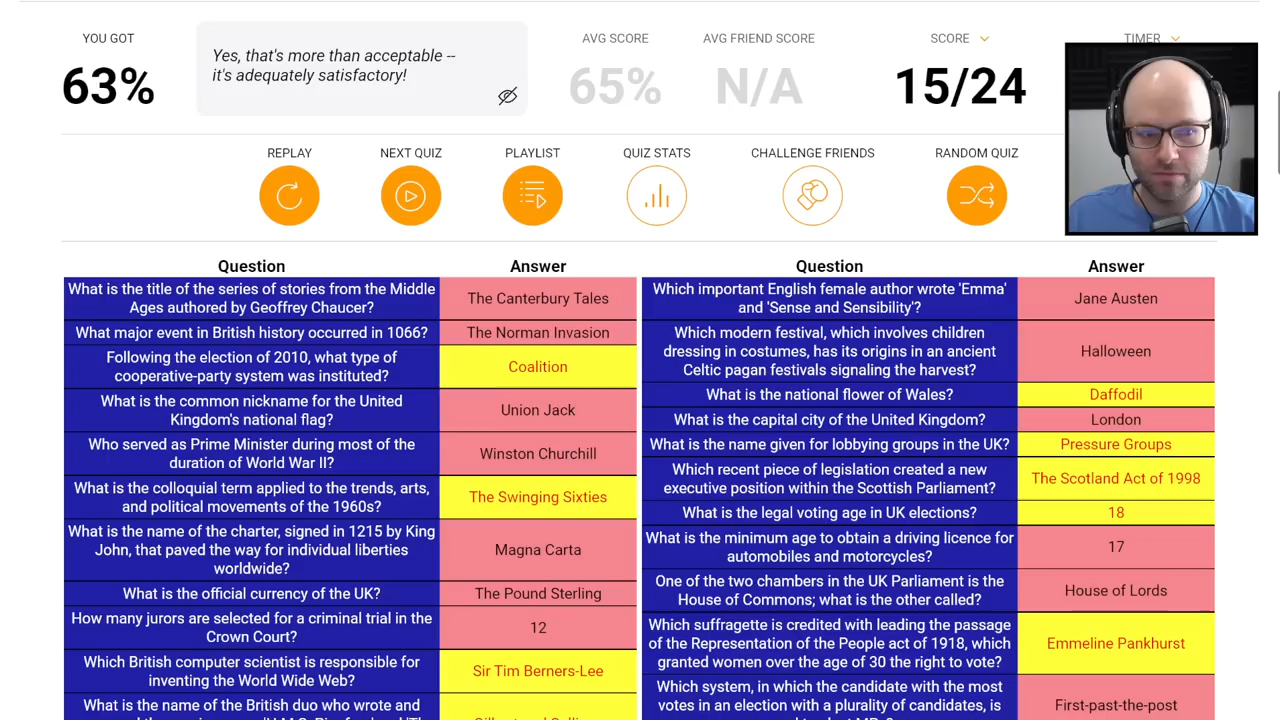 YOU GOT
63%
Yes, that's more than acceptable --
it's adequately satisfactory!
AVG SCORE
65%
AVG FRIEND SCORE
N/A
SCORE
15/24
TIMER
REPLAY
NEXT QUIZ
PLAYLIST
QUIZ STATS
CHALLENGE FRIENDS
RANDOM QUIZ
Question
Answer
What is the title of the series of stories from the Middle
Ages authored by Geoffrey Chaucer?
The Canterbury Tales
What major event in British history occurred in 1066?
The Norman Invasion
Following the election of 2010, what type of
cooperative-party system was instituted?
Coalition
What is the common nickname for the United
Kingdom's national flag?
Union Jack
Who served as Prime Minister during most of the
duration of World War II?
Winston Churchill
What is the colloquial term applied to the trends, arts,
and political movements of the 1960s?
The Swinging Sixties
What is the name of the charter, signed in 1215 by King
John, that paved the way for individual liberties
worldwide?
Magna Carta
What is the official currency of the UK?
The Pound Sterling
How many jurors are selected for a criminal trial in the
Crown Court?
12
Which British computer scientist is responsible for
inventing the World Wide Web?
Sir Tim Berners-Lee
What is the name of the British duo who wrote and
Question
Answer
Which important English female author wrote 'Emma'
and 'Sense and Sensibility'?
Jane Austen
Which modern festival, which involves children
dressing in costumes, has its origins in an ancient
Celtic pagan festivals signaling the harvest?
Halloween
What is the national flower of Wales?
Daffodil
What is the capital city of the United Kingdom?
London
What is the name given for lobbying groups in the UK?
Pressure Groups
Which recent piece of legislation created a new
executive position within the Scottish Parliament?
The Scotland Act of 1998
What is the legal voting age in UK elections?
18
What is the minimum age to obtain a driving licence for
automobiles and motorcycles?
17
One of the two chambers in the UK Parliament is the
House of Commons; what is the other called?
House of Lords
Which suffragette is credited with leading the passage
of the Representation of the People act of 1918, which
granted women over the age of 30 the right to vote?
Emmeline Pankhurst
Which system, in which the candidate with the most
votes in an election with a plurality of candidates, is
First-past-the-post